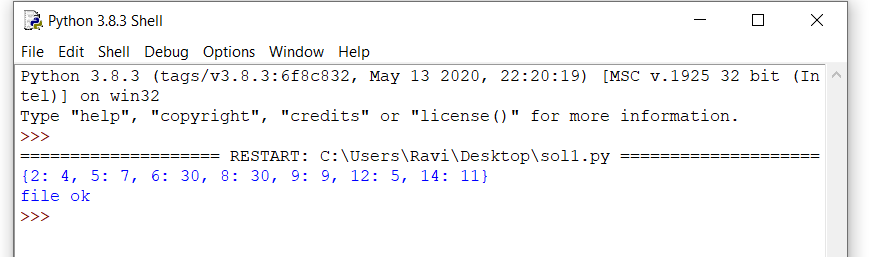 Python 3.8.3 Shell
File Edit Shell Debug Options Window Help
Python 3.8.3 (tags/v3.8.3:6f8c832, May 13 2020, 22:20:19) [MSC v.1925 32 bit (In
tel)] on win32
Type "help", "copyright", "credits" or "license()" for more information.
>>>
==================== RESTART: C:\Users\Ravi\Desktop\sol1.py ====================
{2: 4, 5: 7, 6: 30, 8: 30, 9: 9, 12: 5, 14: 11}
file ok
>>>